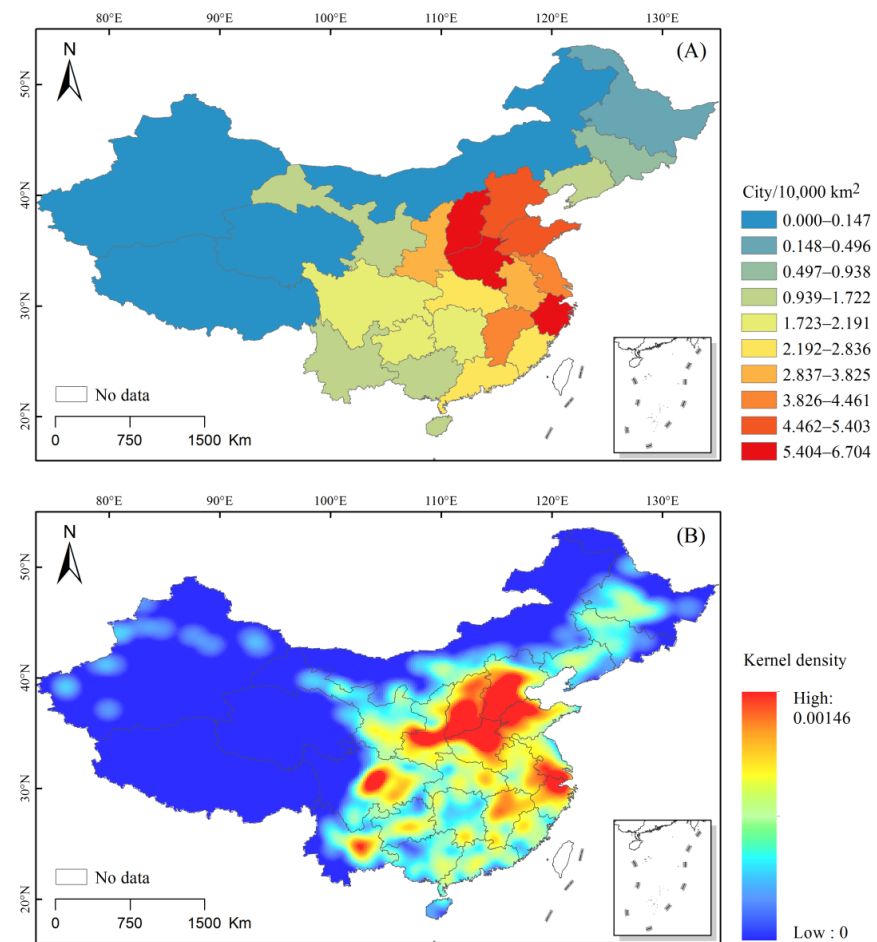 80°E 90°E 100°E 110°E 120°E 130°E
(A)
N
50°N
40°N
30°N
20°N
No data
0 750 1500 Km
City/10,000 km²
0.000–0.147
0.148–0.496
0.497–0.938
0.939–1.722
1.723–2.191
2.192–2.836
2.837–3.825
3.826–4.461
4.462–5.403
5.404–6.704
80°E 90°E 100°E 110°E 120°E 130°E
(B)
N
50°N
40°N
30°N
20°N
No data
0 750 1500 Km
Kernel density
High:
0.00146
Low : 0